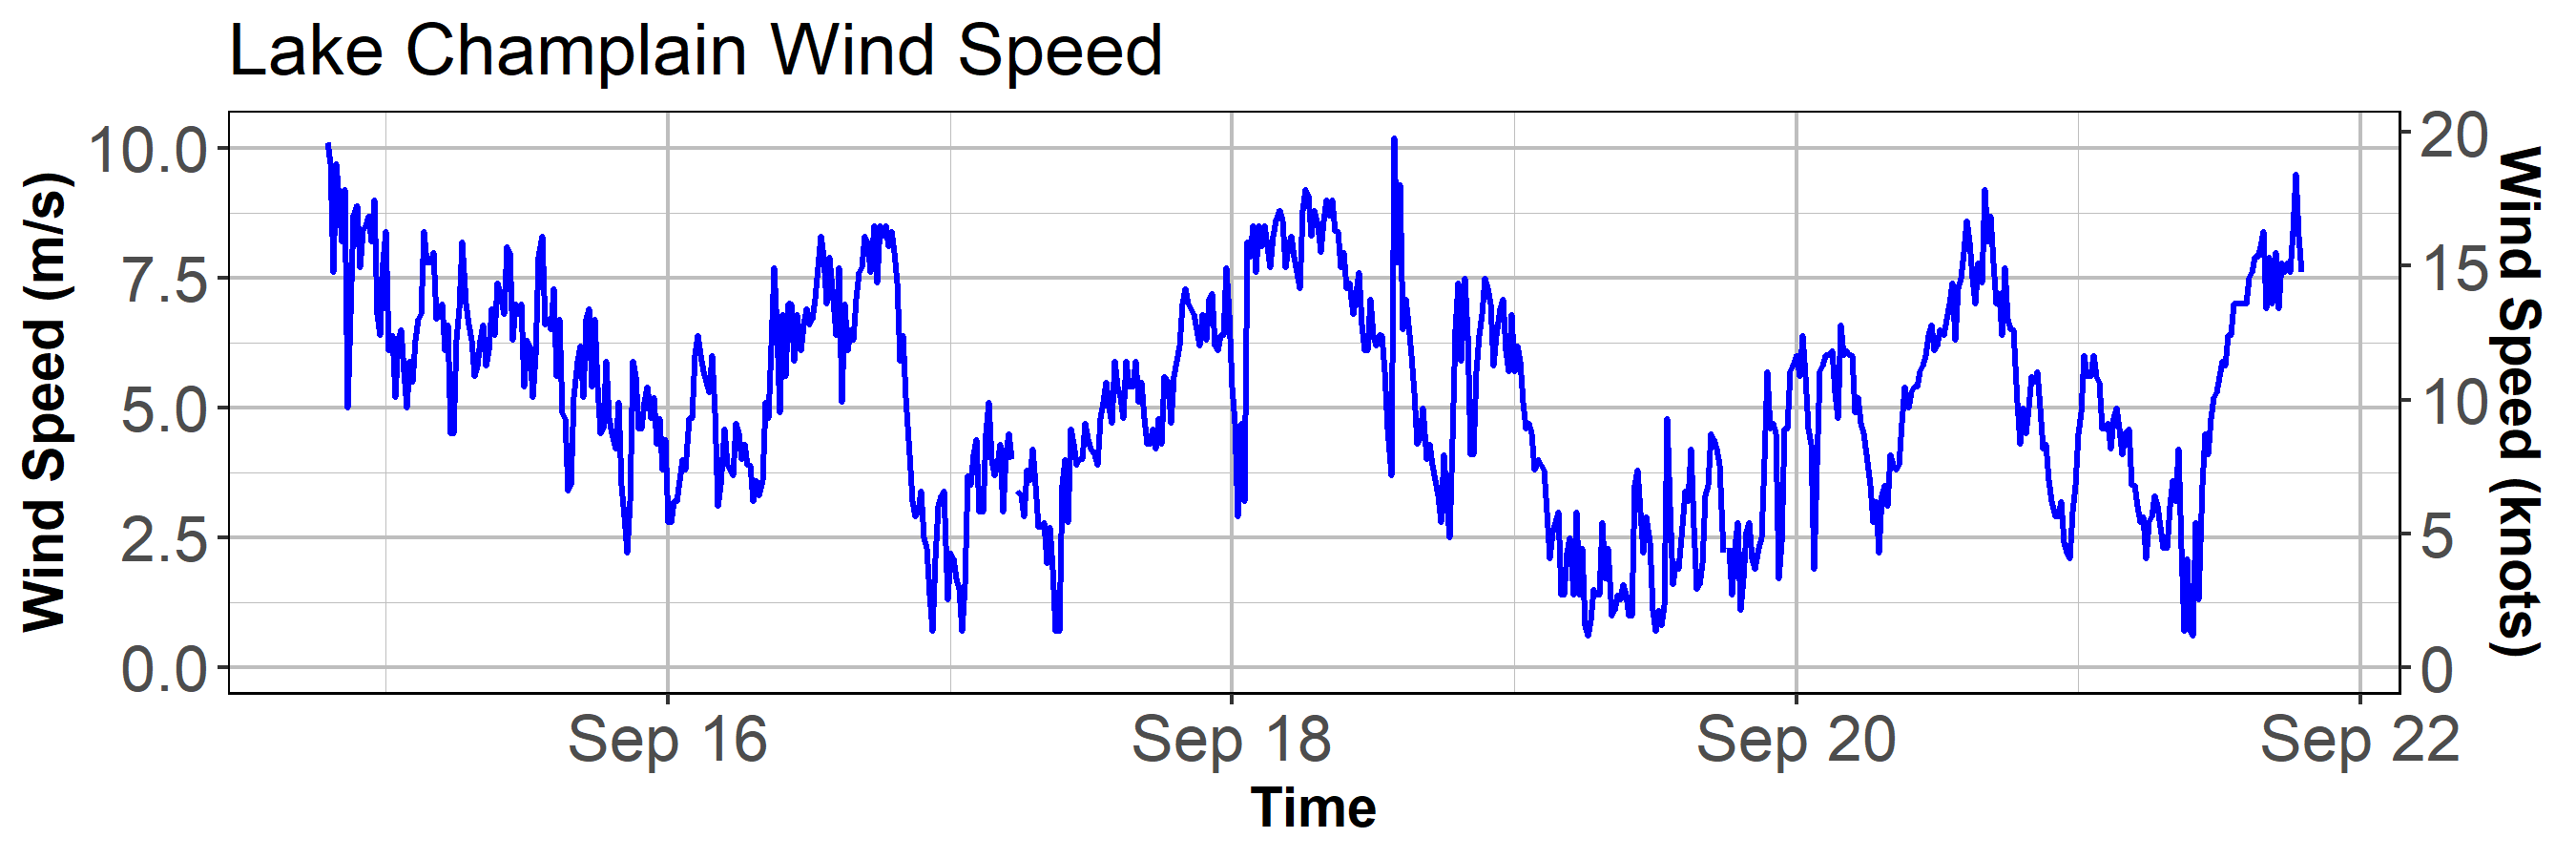 Lake Champlain Wind Speed
Wind Speed (m/s)
10.0
7.5
5.0
2.5
0.0
20
15
10
5
0
Wind Speed (knots)
Sep 16
Sep 18
Sep 20
Sep 22
Time